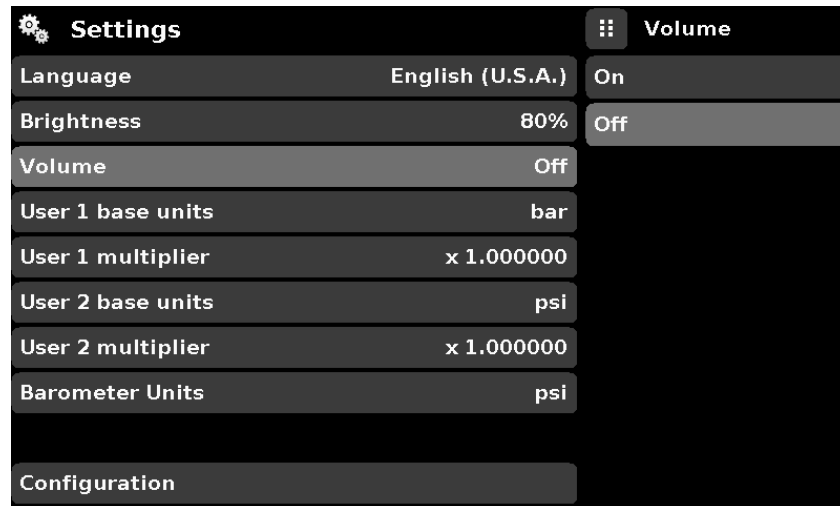 Settings
Language English (U.S.A.)
Brightness 80%
Volume Off
User 1 base units bar
User 1 multiplier x 1.000000
User 2 base units psi
User 2 multiplier x 1.000000
Barometer Units psi
Configuration
Volume
On
Off